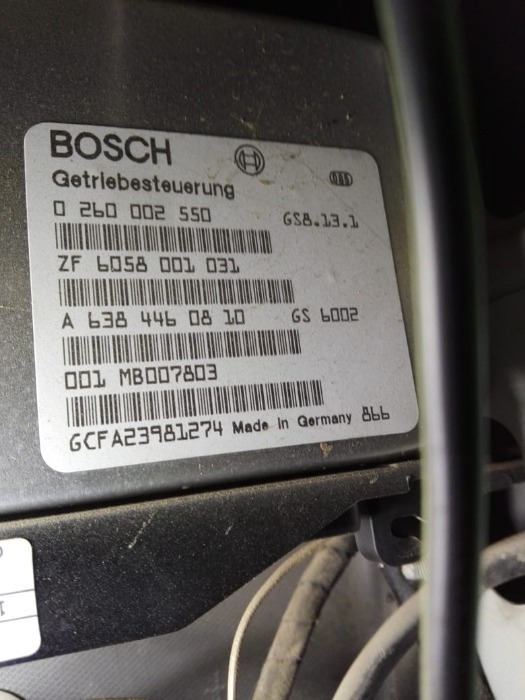 BOSCH
Getriebesteuerung
0 260 002 550 GS8.13.1
ZF 6058 001 031
A 638 446 08 10 GS 6002
001 MB007803
GCFA23981274 Made in Germany 866